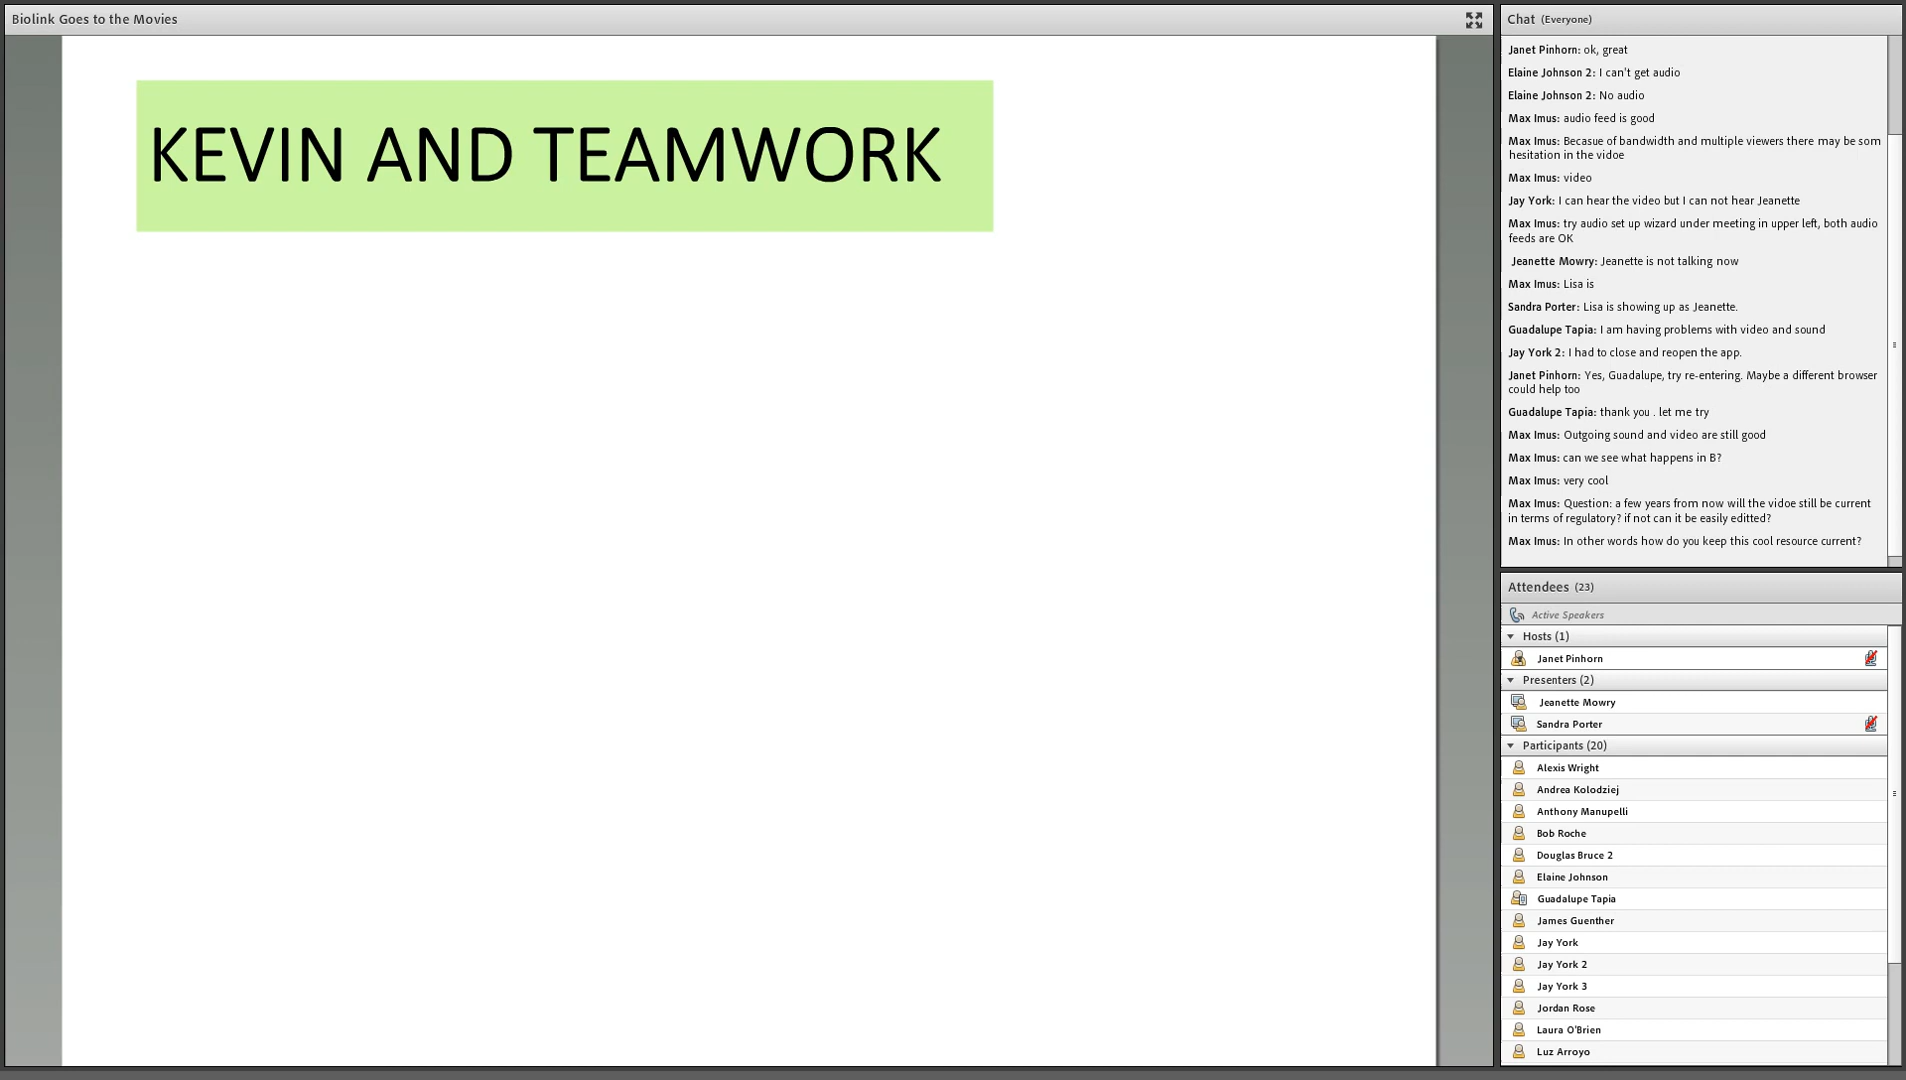 Biolink Goes to the Movies
KEVIN AND TEAMWORK
Chat (Everyone)
Janet Pinhorn: ok, great
Elaine Johnson 2: I can't get audio
Elaine Johnson 2: No audio
Max Imus: audio feed is good
Max Imus: Becasue of bandwidth and multiple viewers there may be som
hesitation in the vidoe
Max Imus: video
Jay York: I can hear the video but I can not hear Jeanette
Max Imus: try audio set up wizard under meeting in upper left, both audio
feeds are OK
Jeanette Mowry: Jeanette is not talking now
Max Imus: Lisa is
Sandra Porter: Lisa is showing up as Jeanette.
Guadalupe Tapia: I am having problems with video and sound
Jay York 2: I had to close and reopen the app.
Janet Pinhorn: Yes, Guadalupe, try re-entering. Maybe a different browser
could help too
Guadalupe Tapia: thank you . let me try
Max Imus: Outgoing sound and video are still good
Max Imus: can we see what happens in B?
Max Imus: very cool
Max Imus: Question: a few years from now will the vidoe still be current
in terms of regulatory? if not can it be easily editted?
Max Imus: In other words how do you keep this cool resource current?
Attendees (23)
Active Speakers
Hosts (1)
Janet Pinhorn
Presenters (2)
Jeanette Mowry
Sandra Porter
Participants (20)
Alexis Wright
Andrea Kolodziej
Anthony Manupelli
Bob Roche
Douglas Bruce 2
Elaine Johnson
Guadalupe Tapia
James Guenther
Jay York
Jay York 2
Jay York 3
Jordan Rose
Laura O'Brien
Luz Arroyo